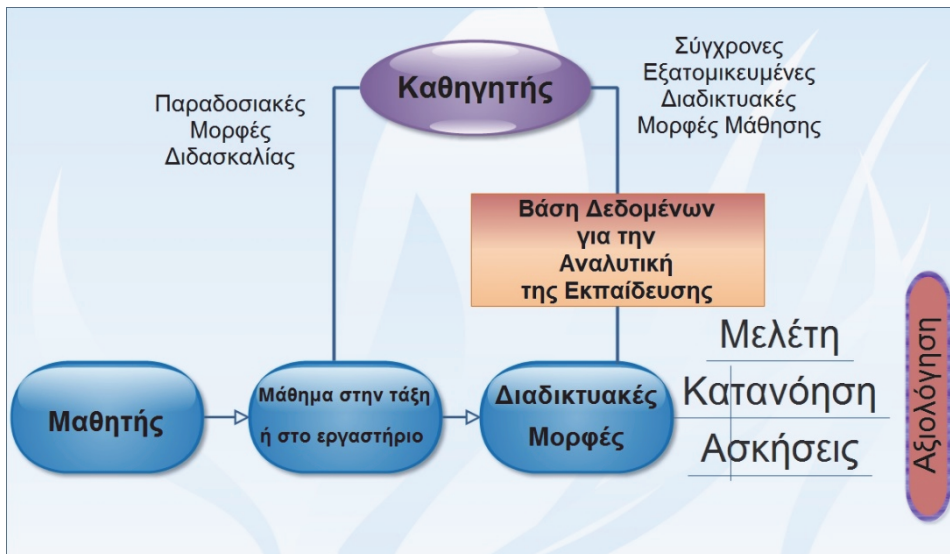 Καθηγητής
Παραδοσιακές
Μορφές
Διδασκαλίας
Σύγχρονες
Εξατομικευμένες
Διαδικτυακές
Μορφές Μάθησης
Βάση Δεδομένων
για την
Αναλυτική
της Εκπαίδευσης
Μαθητής
Μάθημα στην τάξη
ή στο εργαστήριο
Διαδικτυακές
Μορφές
Μελέτη
Κατανόηση
Ασκήσεις
Αξιολόγηση